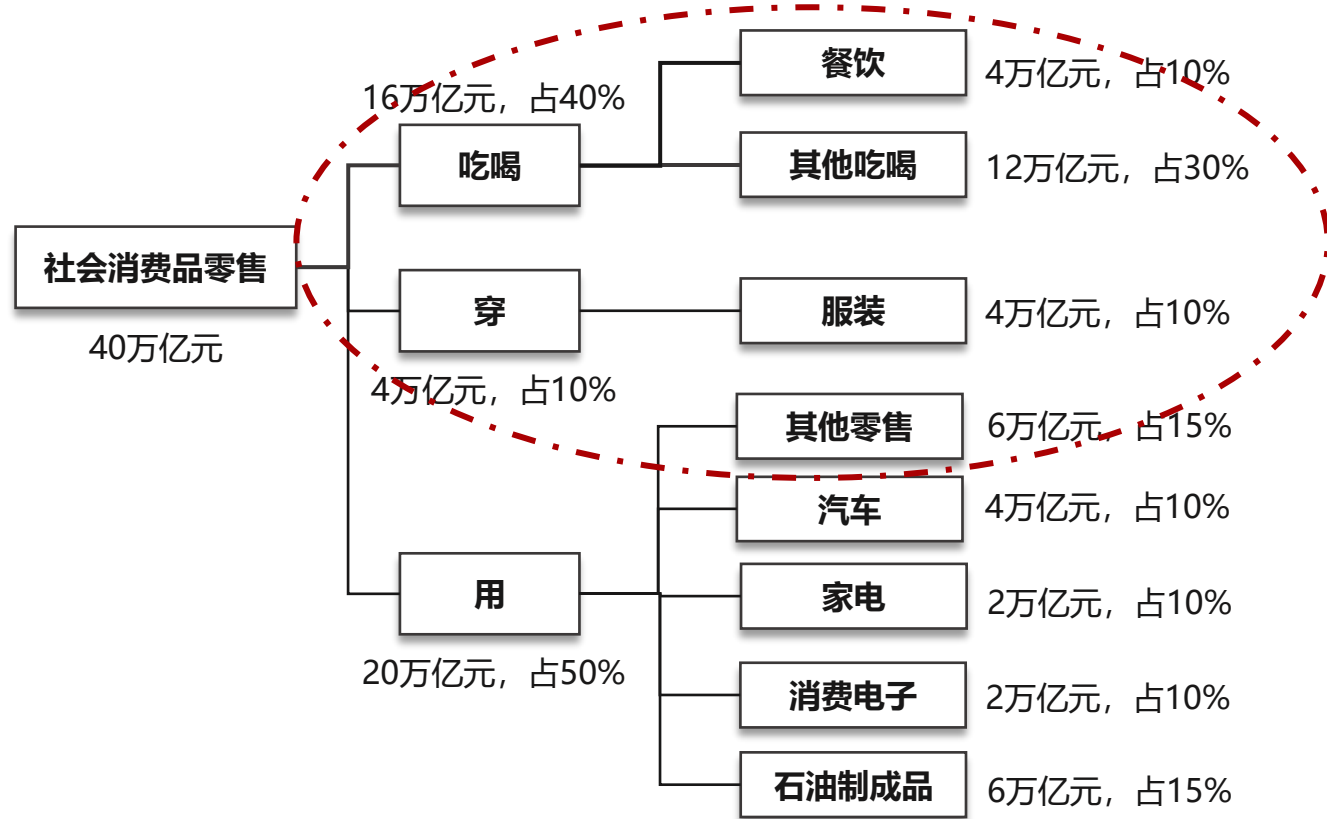 社会消费品零售
40万亿元
16万亿元，占40%
吃喝
餐饮
4万亿元，占10%
其他吃喝
12万亿元，占30%
穿
4万亿元，占10%
服装
4万亿元，占10%
用
20万亿元，占50%
其他零售
6万亿元，占15%
汽车
4万亿元，占10%
家电
2万亿元，占10%
消费电子
2万亿元，占10%
石油制成品
6万亿元，占15%